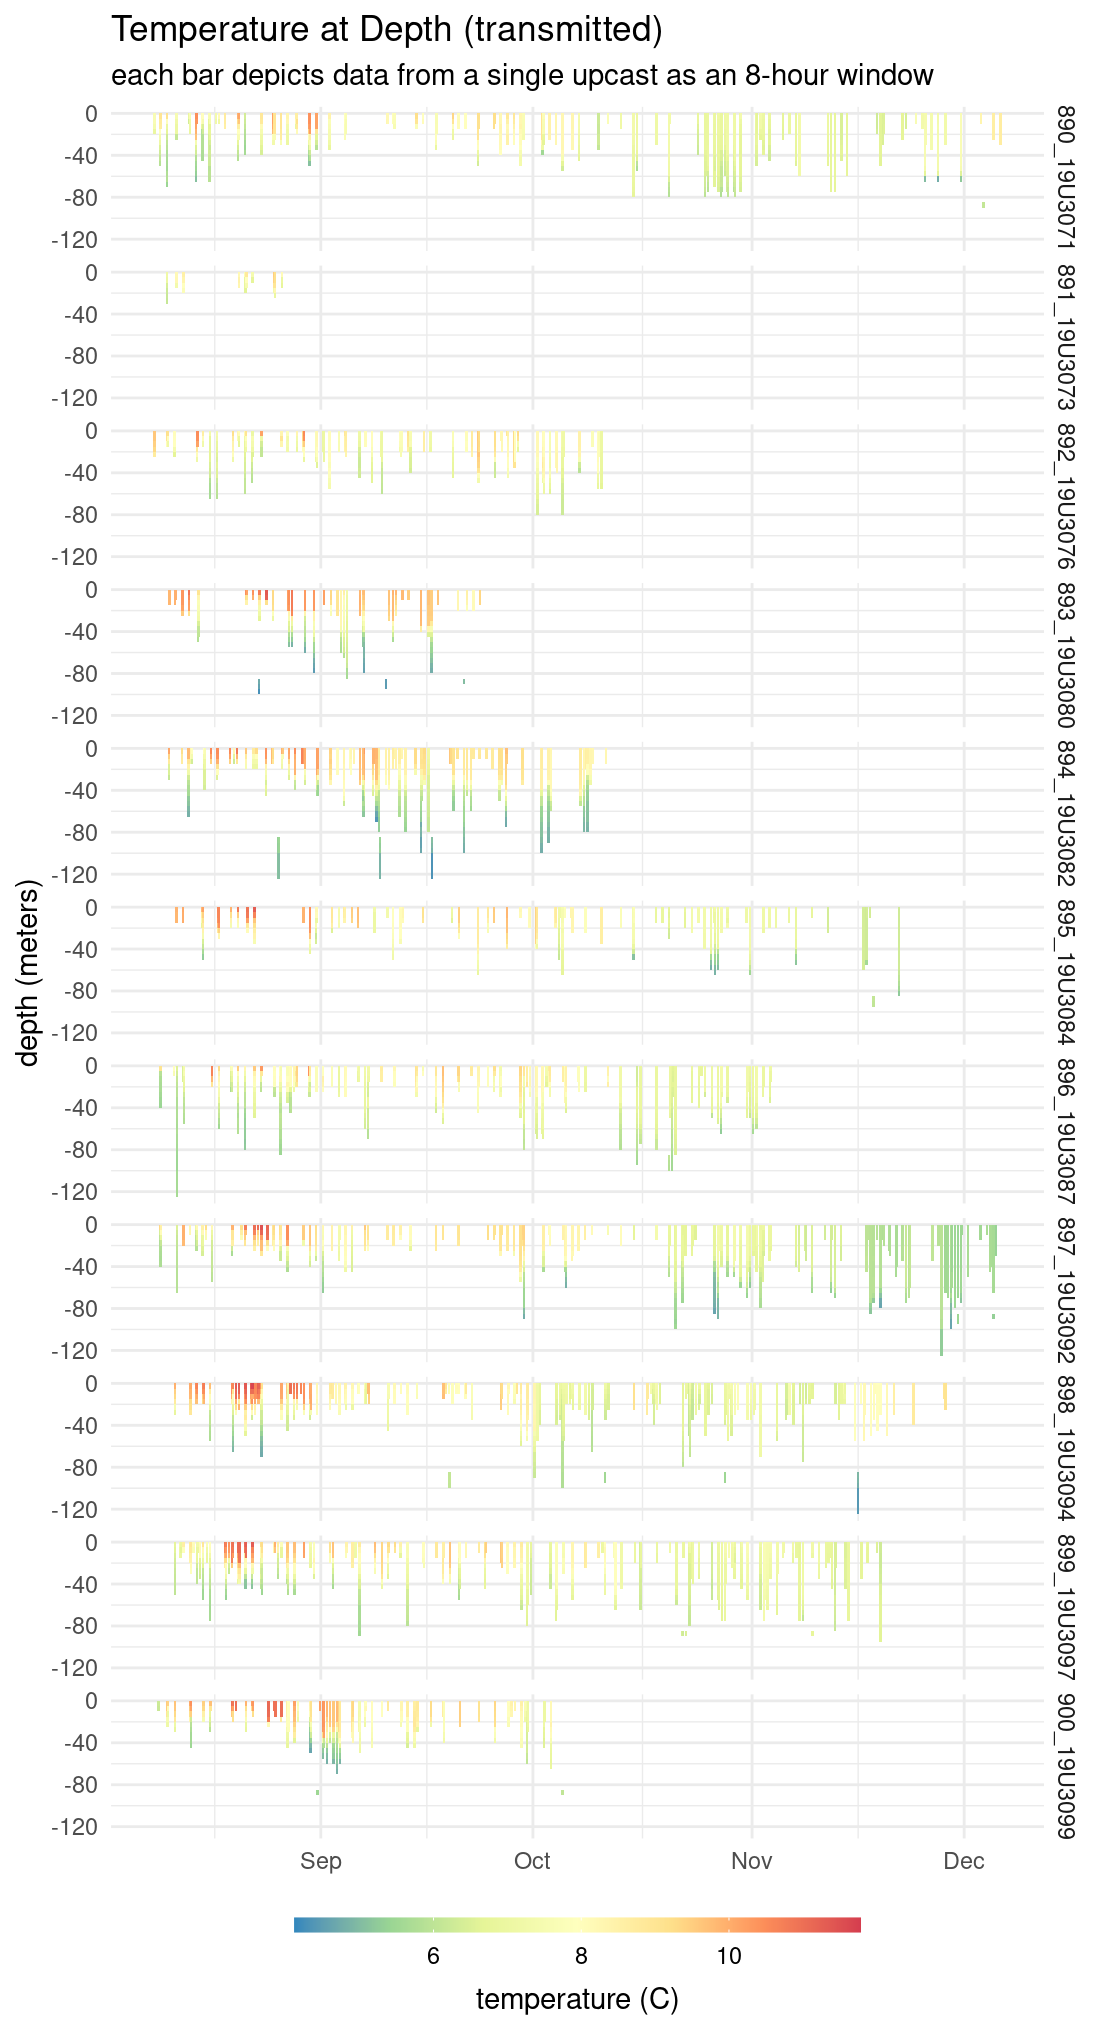 Temperature at Depth (transmitted)
each bar depicts data from a single upcast as an 8-hour window
depth (meters)
0
-40
-80
-120
890_19U3071
0
-40
-80
-120
891_19U3073
0
-40
-80
-120
892_19U3076
0
-40
-80
-120
893_19U3080
0
-40
-80
-120
894_19U3082
0
-40
-80
-120
895_19U3084
0
-40
-80
-120
896_19U3087
0
-40
-80
-120
897_19U3092
0
-40
-80
-120
898_19U3094
0
-40
-80
-120
899_19U3097
0
-40
-80
-120
900_19U3099
Sep Oct Nov Dec
6 8 10
temperature (C)